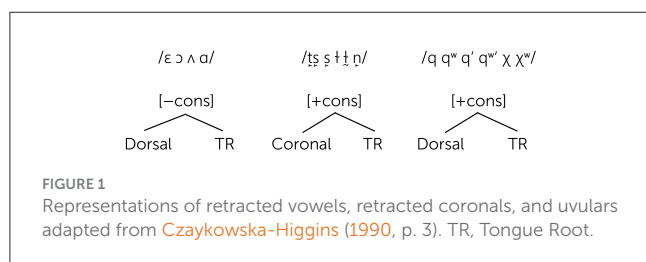 /ɛ ɔ ʌ ɑ/ /ṯs̱ s̱ ɫ ɫ̱ ṉ/ /q qʷ q’ qʷ’ χ χʷ/
[−cons] [+cons] [+cons]
Dorsal TR Coronal TR Dorsal TR
FIGURE 1
Representations of retracted vowels, retracted coronals, and uvulars
adapted from Czaykowska-Higgins (1990, p. 3). TR, Tongue Root.